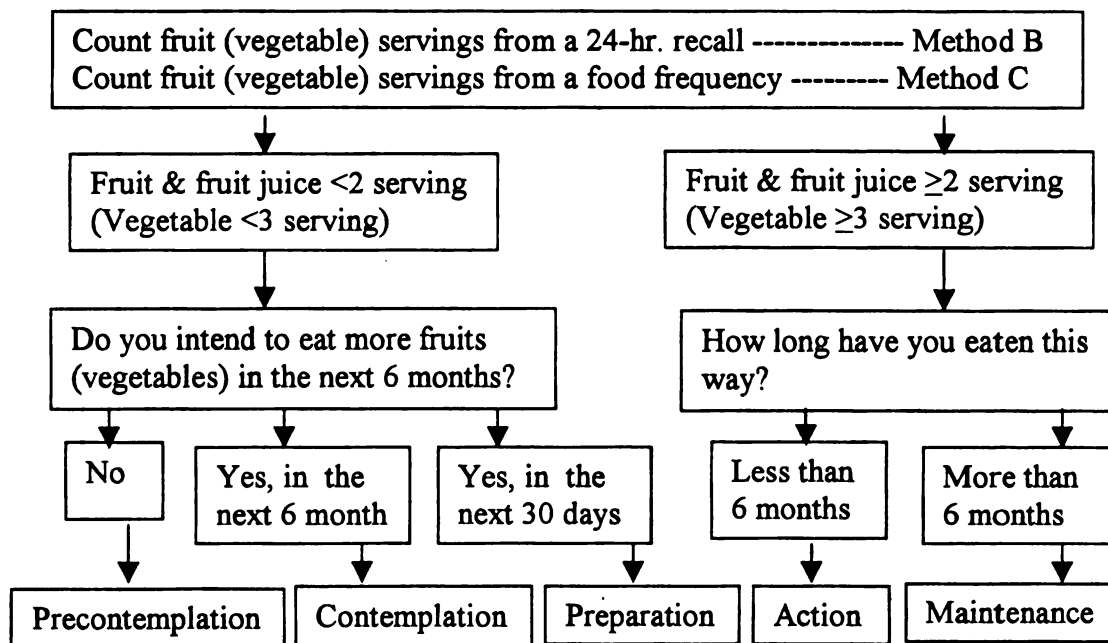 Count fruit (vegetable) servings from a 24-hr. recall ------------ Method B
Count fruit (vegetable) servings from a food frequency --------- Method C
Fruit & fruit juice <2 serving
(Vegetable <3 serving)
Fruit & fruit juice ≥2 serving
(Vegetable ≥3 serving)
Do you intend to eat more fruits
(vegetables) in the next 6 months?
How long have you eaten this
way?
No
Yes, in the
next 6 month
Yes, in the
next 30 days
Less than
6 months
More than
6 months
Precontemplation
Contemplation
Preparation
Action
Maintenance